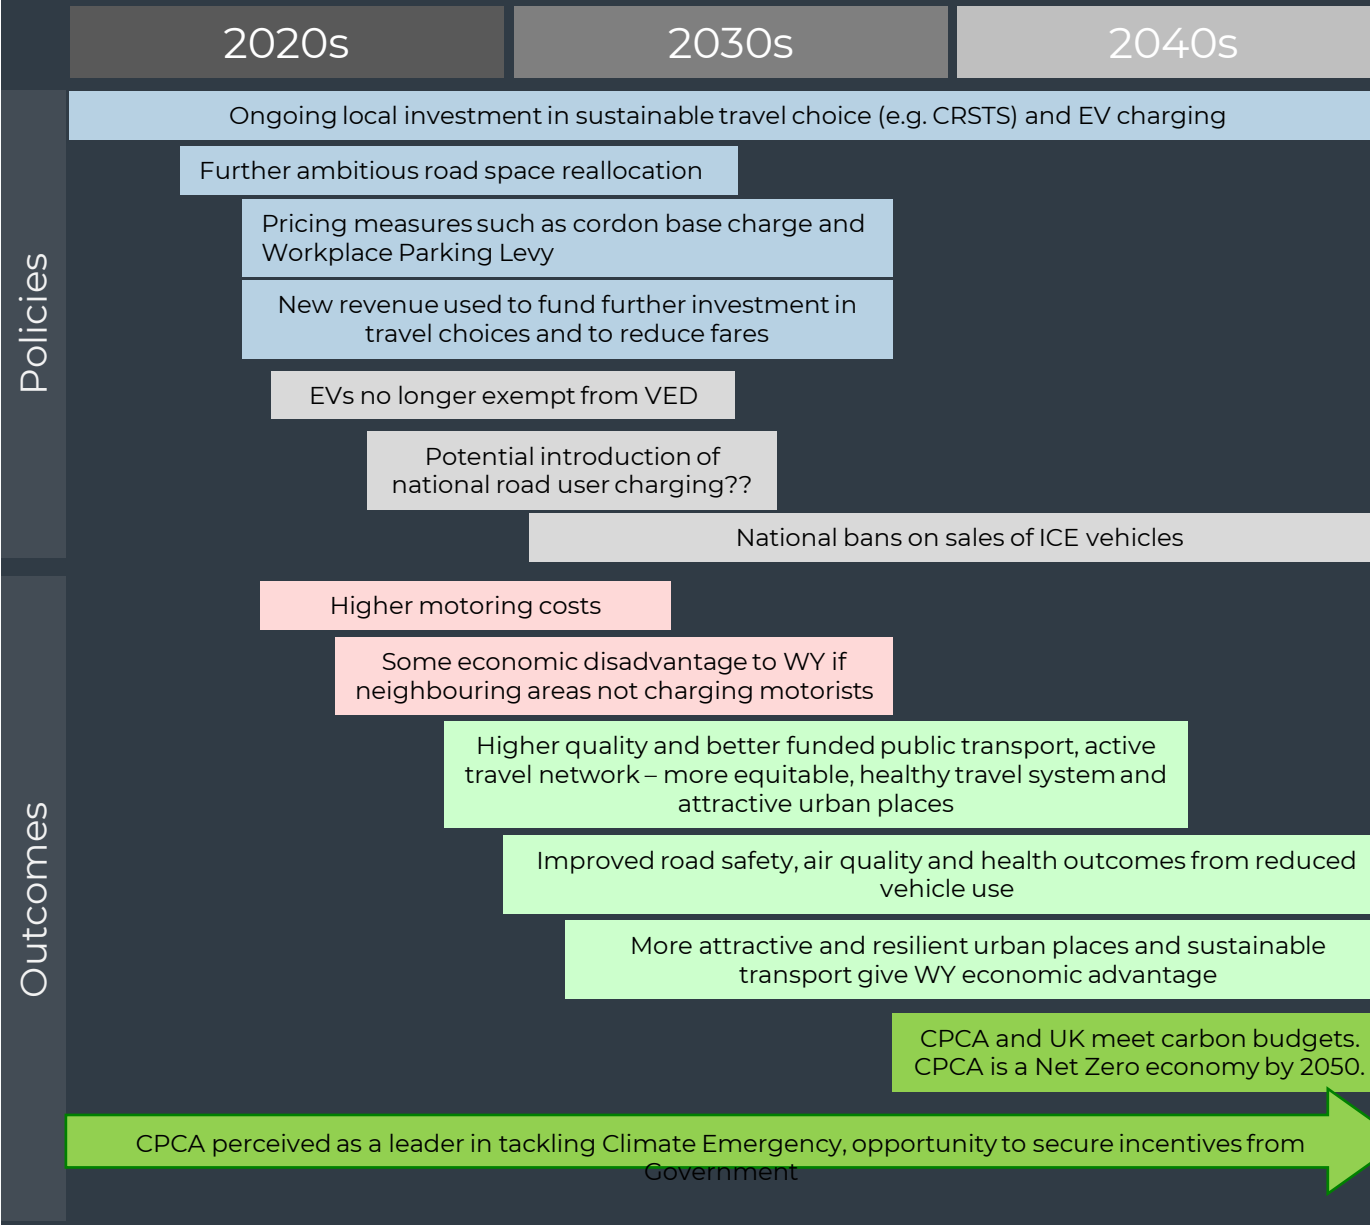 2020s
2030s
2040s
Policies
Ongoing local investment in sustainable travel choice (e.g. CRSTS) and EV charging
Further ambitious road space reallocation
Pricing measures such as cordon base charge and
Workplace Parking Levy
New revenue used to fund further investment in
travel choices and to reduce fares
EVs no longer exempt from VED
Potential introduction of
national road user charging??
National bans on sales of ICE vehicles
Outcomes
Higher motoring costs
Some economic disadvantage to WY if
neighbouring areas not charging motorists
Higher quality and better funded public transport, active
travel network – more equitable, healthy travel system and
attractive urban places
Improved road safety, air quality and health outcomes from reduced
vehicle use
More attractive and resilient urban places and sustainable
transport give WY economic advantage
CPCA and UK meet carbon budgets.
CPCA is a Net Zero economy by 2050.
CPCA perceived as a leader in tackling Climate Emergency, opportunity to secure incentives from
Government